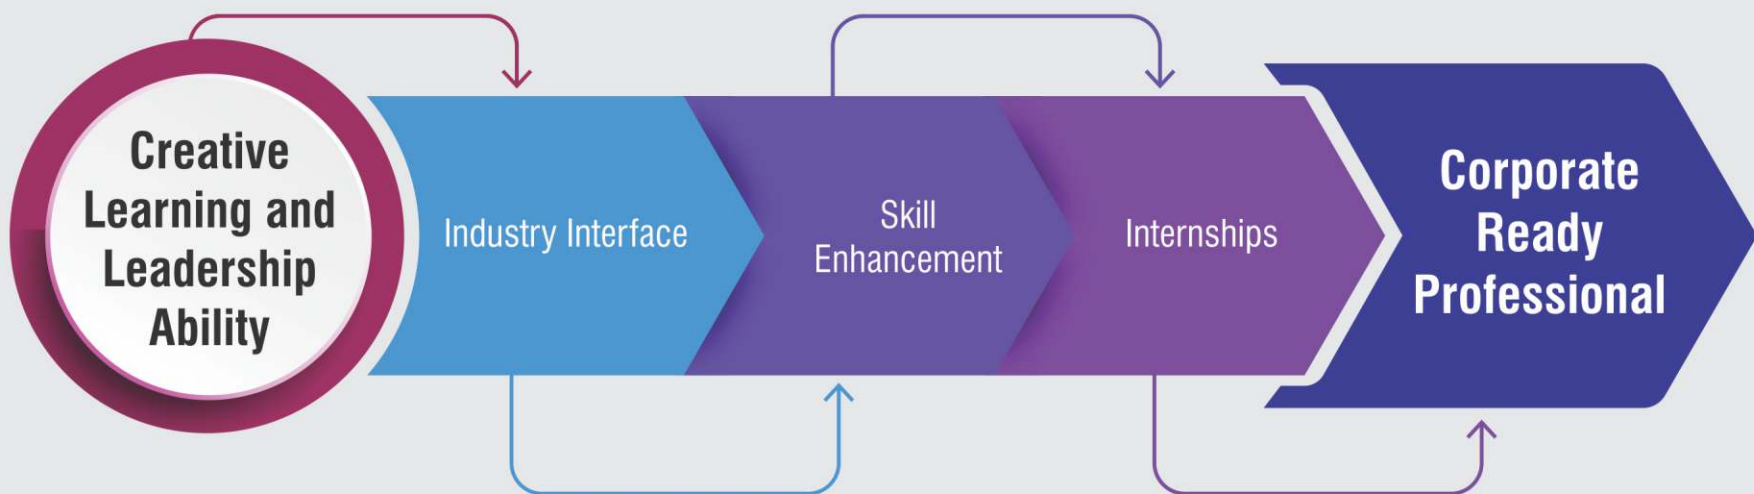 Creative
Learning and
Leadership
Ability
Industry Interface
Skill
Enhancement
Internships
Corporate
Ready
Professional